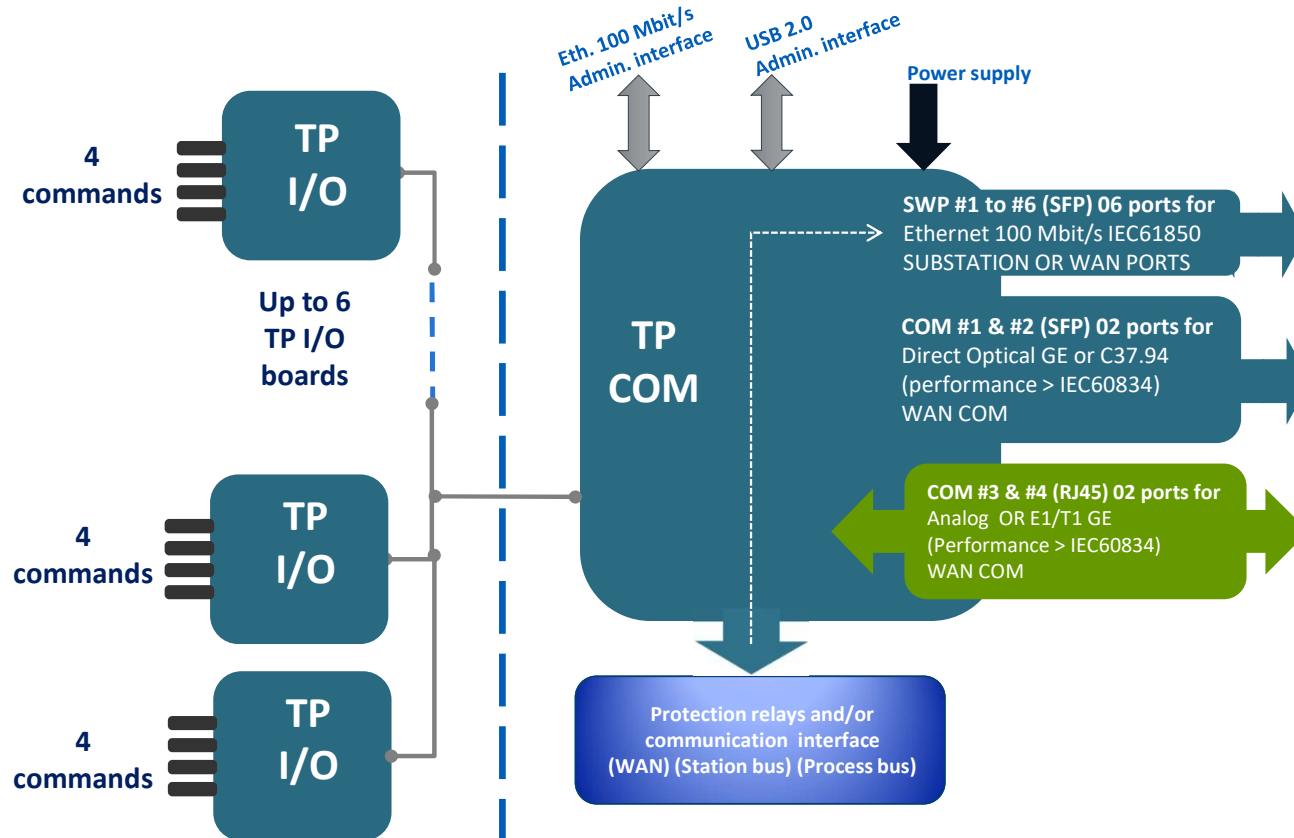 Eth. 100 Mbit/s
Admin. interface
USB 2.0
Admin. interface
Power supply
TP
I/O
4
commands
Up to 6
TP I/O
boards
TP
I/O
4
commands
TP
I/O
4
commands
TP
COM
SWP #1 to #6 (SFP) 06 ports for
Ethernet 100 Mbit/s IEC61850
SUBSTATION OR WAN PORTS
COM #1 & #2 (SFP) 02 ports for
Direct Optical GE or C37.94
(performance > IEC60834)
WAN COM
COM #3 & #4 (RJ45) 02 ports for
Analog OR E1/T1 GE
(Performance > IEC60834)
WAN COM
Protection relays and/or
communication interface
(WAN) (Station bus) (Process bus)